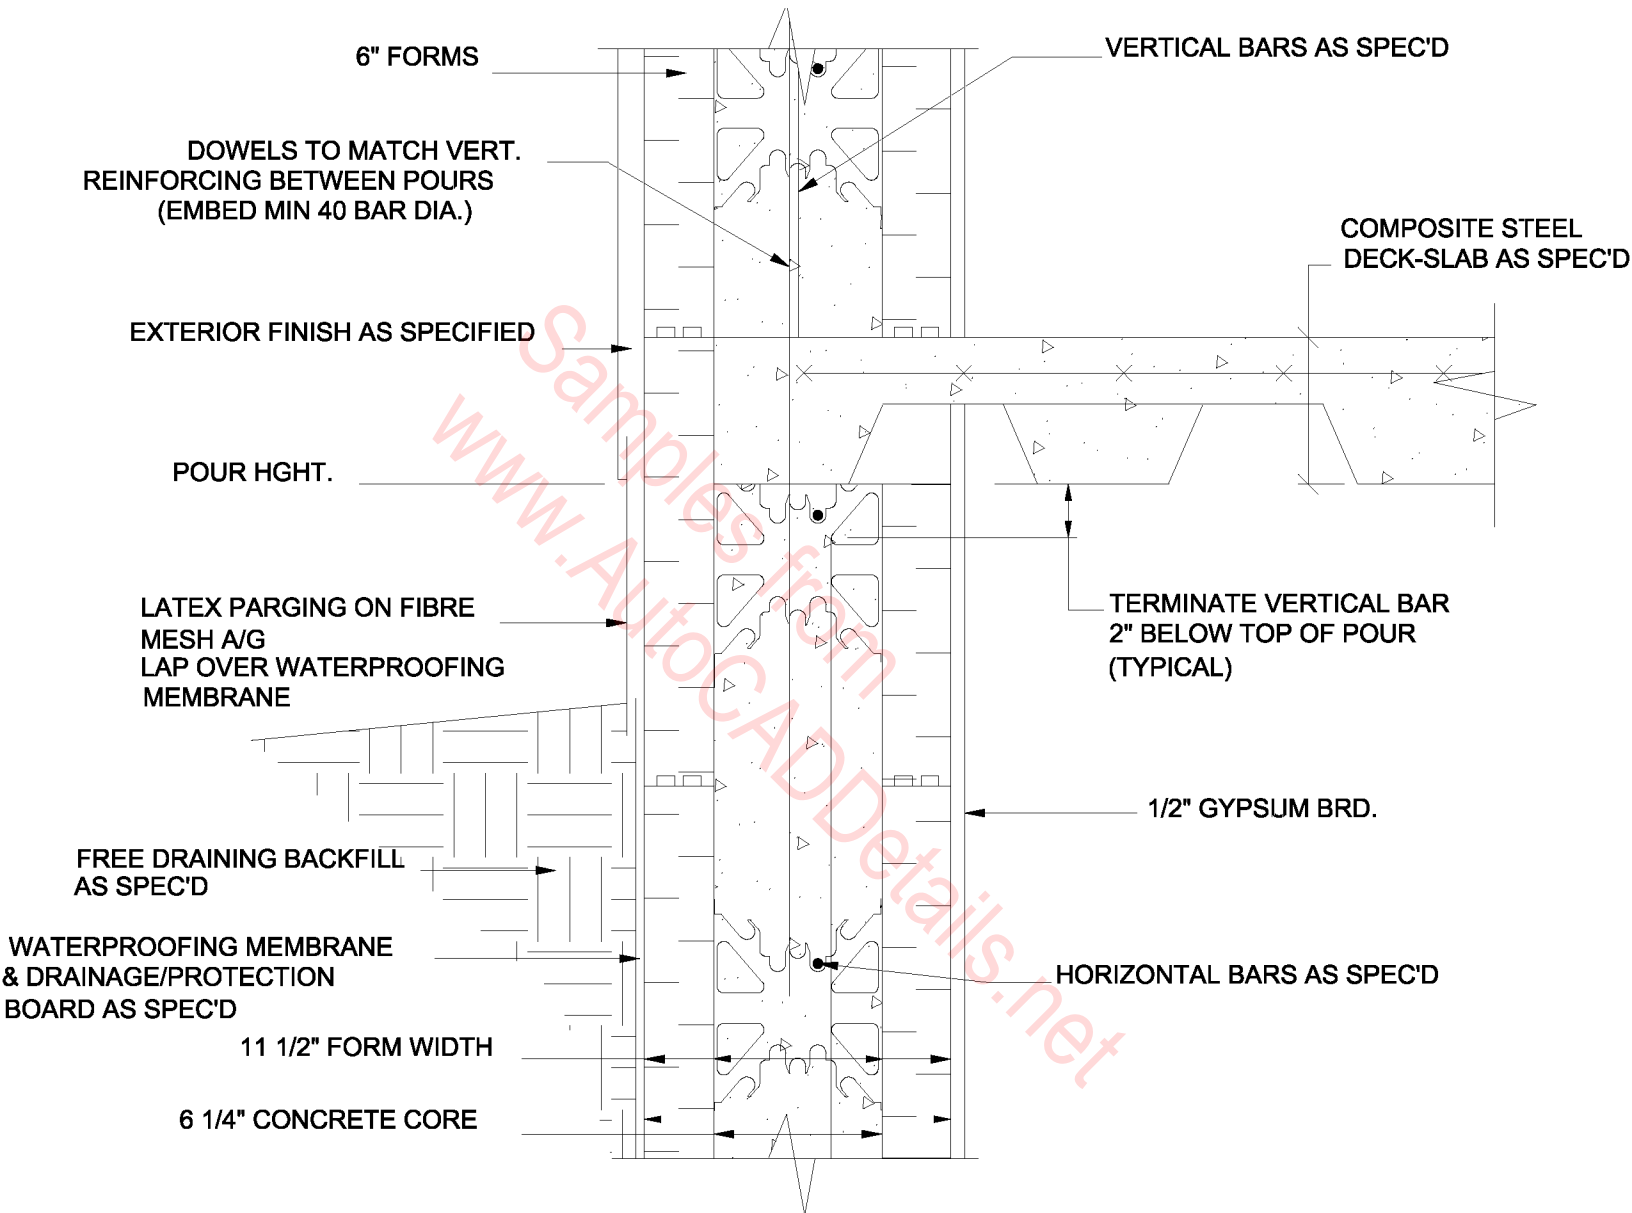 6" FORMS
VERTICAL BARS AS SPEC'D
DOWELS TO MATCH VERT.
REINFORCING BETWEEN POURS
(EMBED MIN 40 BAR DIA.)
COMPOSITE STEEL
DECK-SLAB AS SPEC'D
EXTERIOR FINISH AS SPECIFIED
POUR HGHT.
LATEX PARGING ON FIBRE
MESH A/G
LAP OVER WATERPROOFING
MEMBRANE
TERMINATE VERTICAL BAR
2" BELOW TOP OF POUR
(TYPICAL)
1/2" GYPSUM BRD.
FREE DRAINING BACKFILL
AS SPEC'D
WATERPROOFING MEMBRANE
& DRAINAGE/PROTECTION
BOARD AS SPEC'D
HORIZONTAL BARS AS SPEC'D
11 1/2" FORM WIDTH
6 1/4" CONCRETE CORE
Samples from
www.AutoCADDetails.net